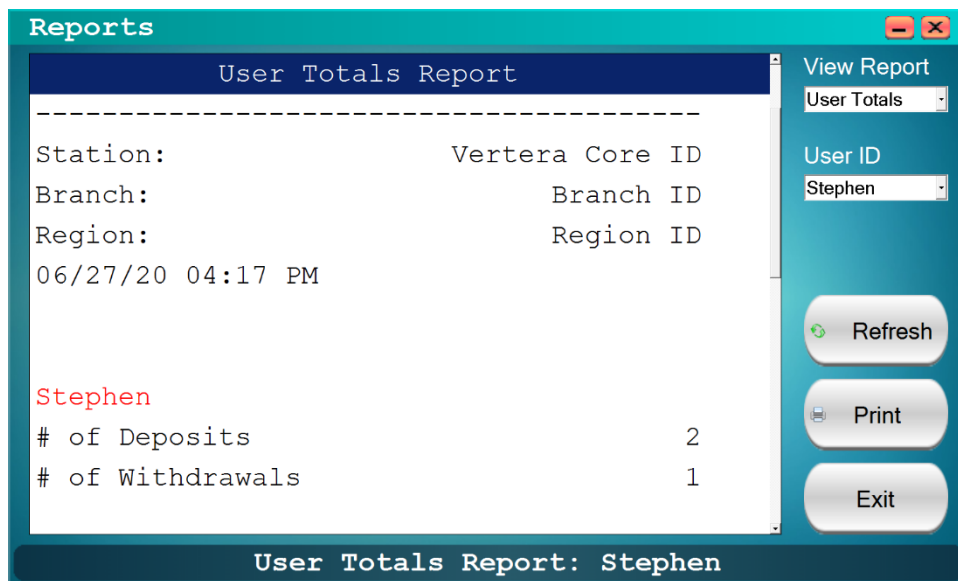 Reports
User Totals Report
----------------------------------------
Station: Vertera Core ID
Branch: Branch ID
Region: Region ID
06/27/20 04:17 PM
Stephen
# of Deposits 2
# of Withdrawals 1
View Report
User Totals
User ID
Stephen
Refresh
Print
Exit
User Totals Report: Stephen